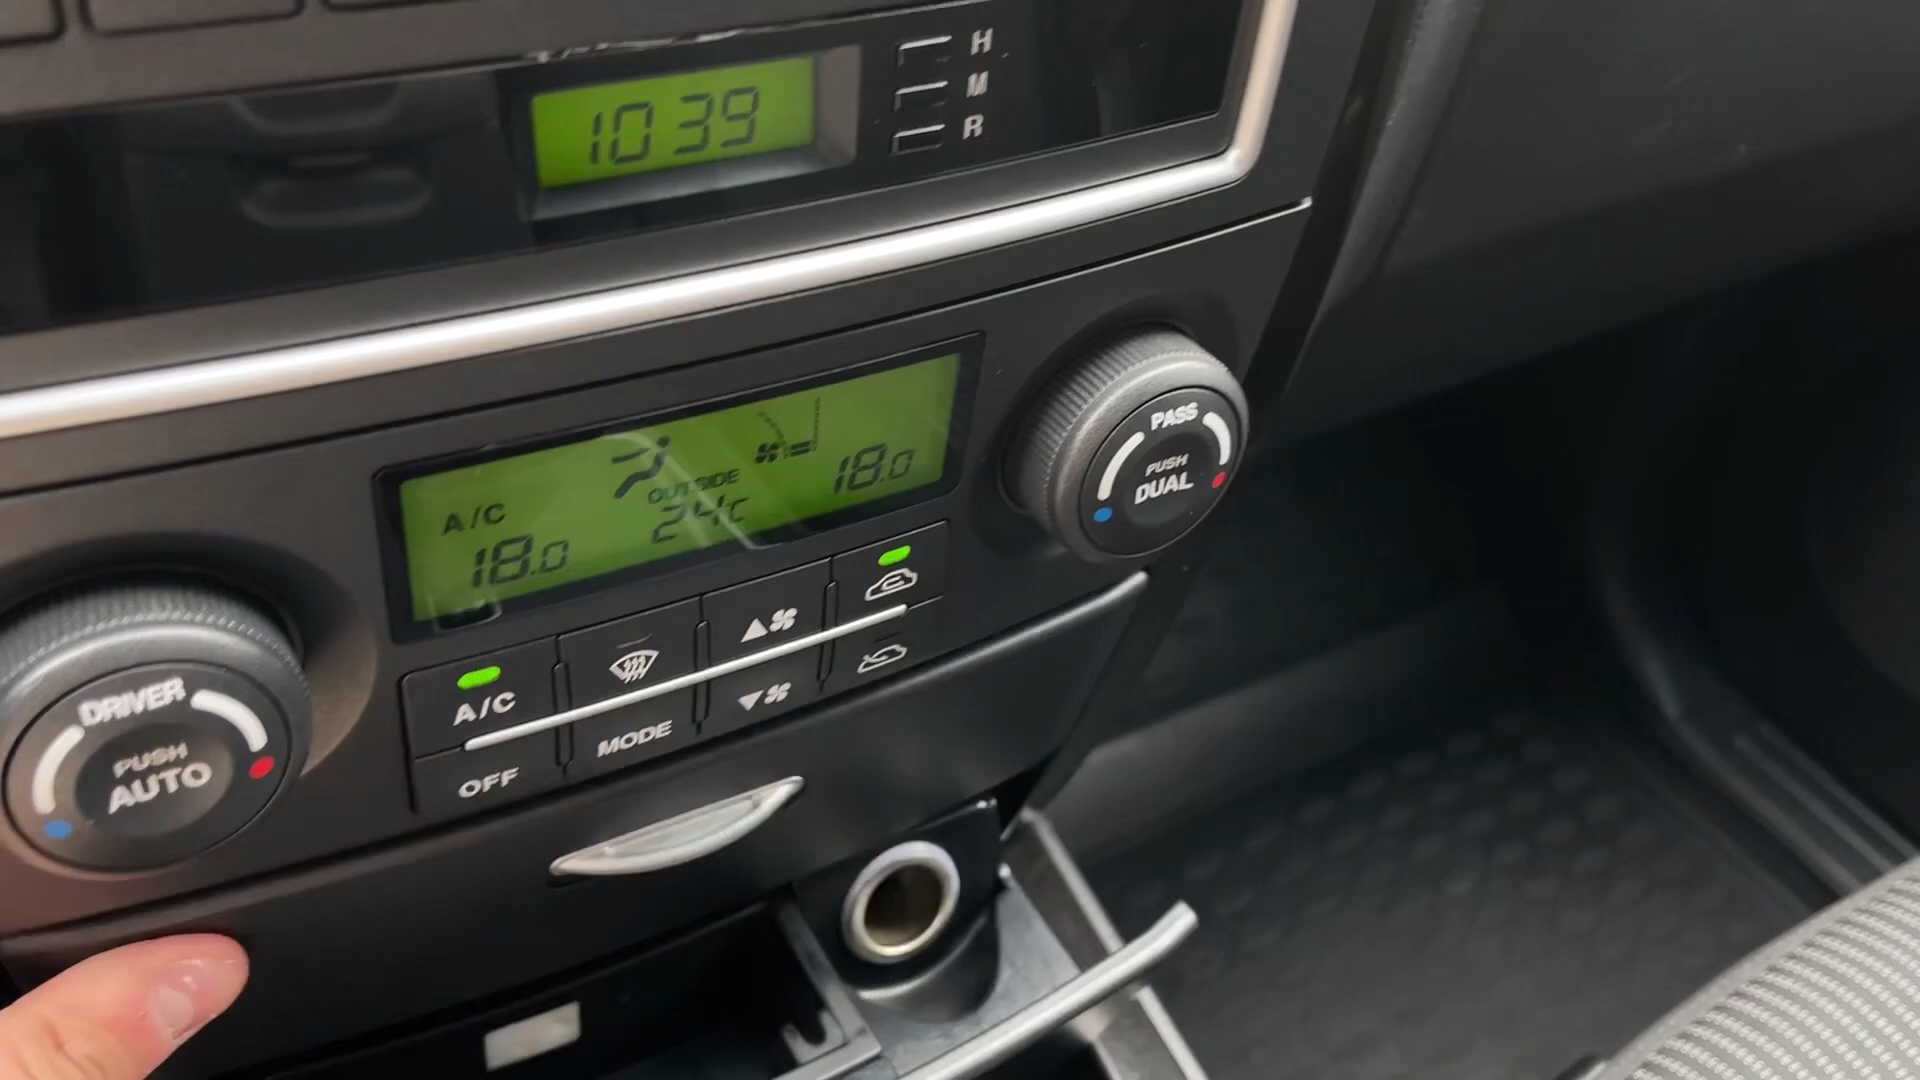 1039
H
M
R
A/C
OUTSIDE
24°C
18.0
18.0
PASS
PUSH
DUAL
DRIVER
PUSH
AUTO
A/C
OFF
MODE